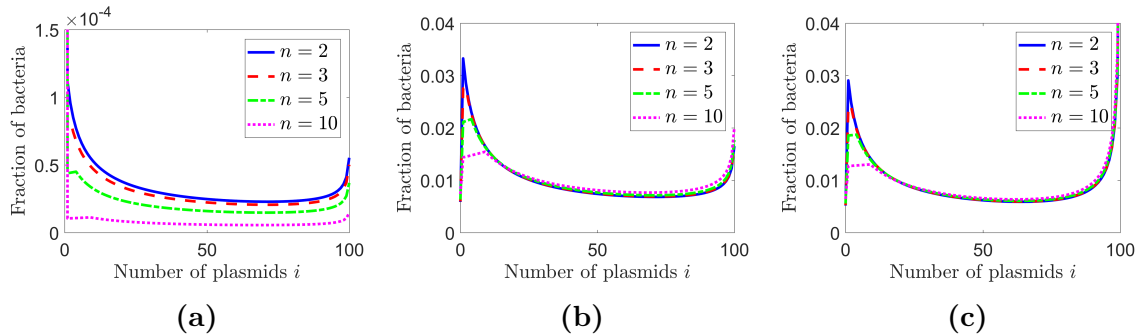 ×10⁻⁴
1.5
1
0.5
0
Fraction of bacteria
0 50 100
Number of plasmids i
n = 2
n = 3
n = 5
n = 10
(a)
0.04
0.03
0.02
0.01
0
Fraction of bacteria
0 50 100
Number of plasmids i
n = 2
n = 3
n = 5
n = 10
(b)
0.04
0.03
0.02
0.01
0
Fraction of bacteria
0 50 100
Number of plasmids i
n = 2
n = 3
n = 5
n = 10
(c)